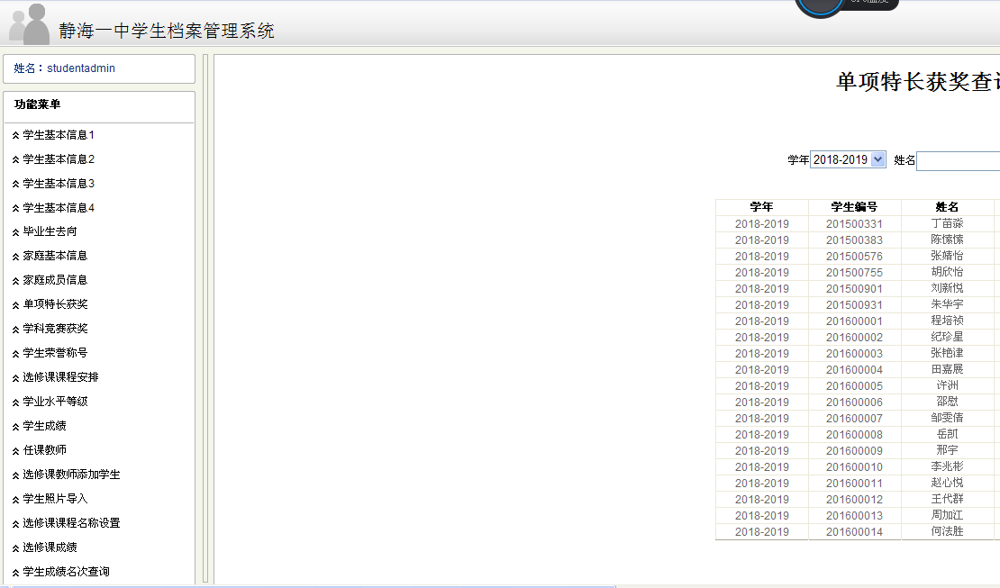 静海一中学生档案管理系统
姓名：studentadmin
功能菜单
学生基本信息1
学生基本信息2
学生基本信息3
学生基本信息4
毕业生去向
家庭基本信息
家庭成员信息
单项特长获奖
学科竞赛获奖
学生荣誉称号
选修课课程安排
学业水平等级
学生成绩
任课教师
选修课教师添加学生
学生照片导入
选修课课程名称设置
选修课成绩
学生成绩名次查询
单项特长获奖查
学年 2018-2019 姓名
学年 学生编号 姓名
2018-2019 201500331 丁苗淼
2018-2019 201500383 陈愫愫
2018-2019 201500576 张婧怡
2018-2019 201500755 胡欣怡
2018-2019 201500901 刘新悦
2018-2019 201500931 朱华宇
2018-2019 201600001 程培祯
2018-2019 201600002 纪珍星
2018-2019 201600003 张艳津
2018-2019 201600004 田嘉展
2018-2019 201600005 许洲
2018-2019 201600006 邵慰
2018-2019 201600007 邹雯倩
2018-2019 201600008 岳凯
2018-2019 201600009 邢宇
2018-2019 201600010 李兆彬
2018-2019 201600011 赵心悦
2018-2019 201600012 王代群
2018-2019 201600013 周加江
2018-2019 201600014 何法胜